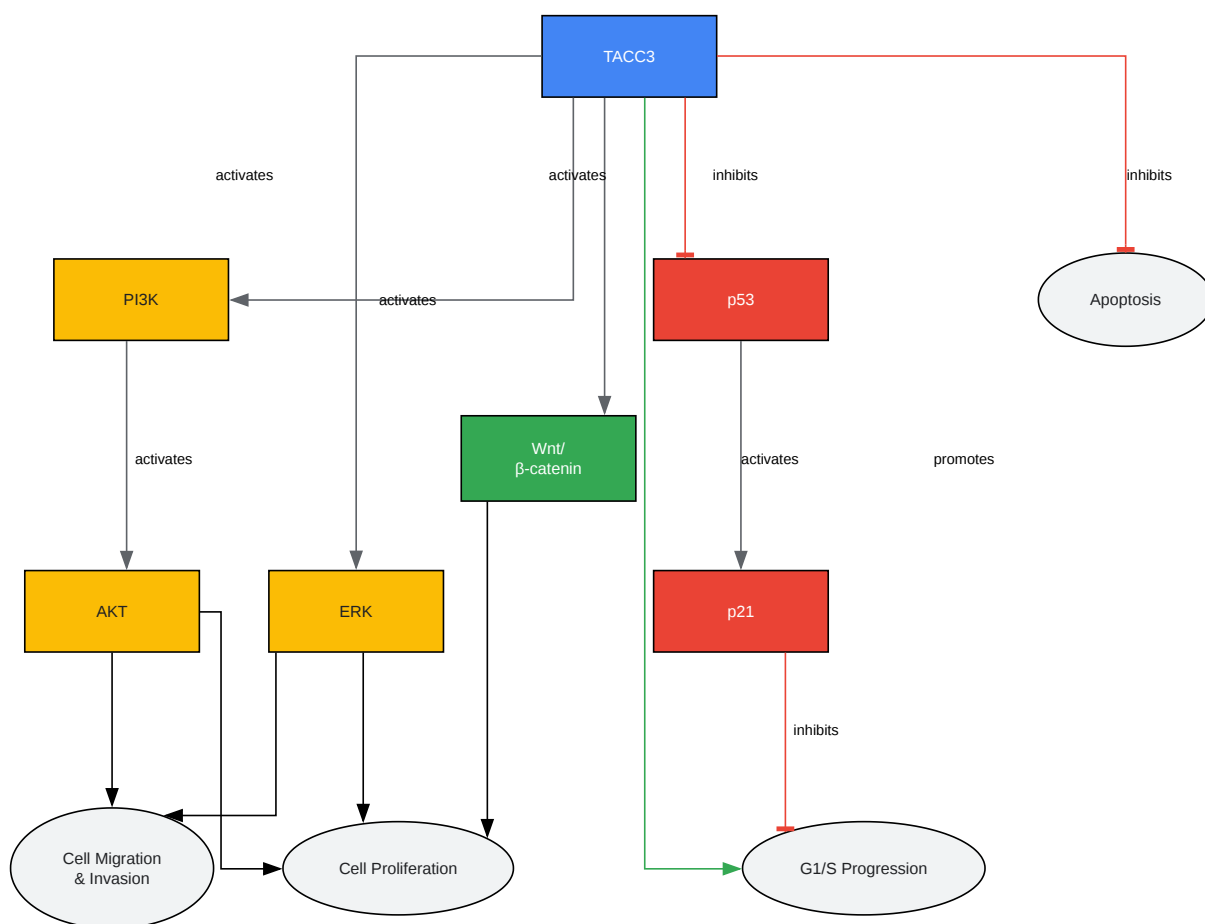 TACC3
activates
activates
inhibits
inhibits
PI3K
activates
p53
Apoptosis
Wnt/
β-catenin
activates
activates
promotes
AKT
ERK
p21
inhibits
Cell Migration
& Invasion
Cell Proliferation
G1/S Progression